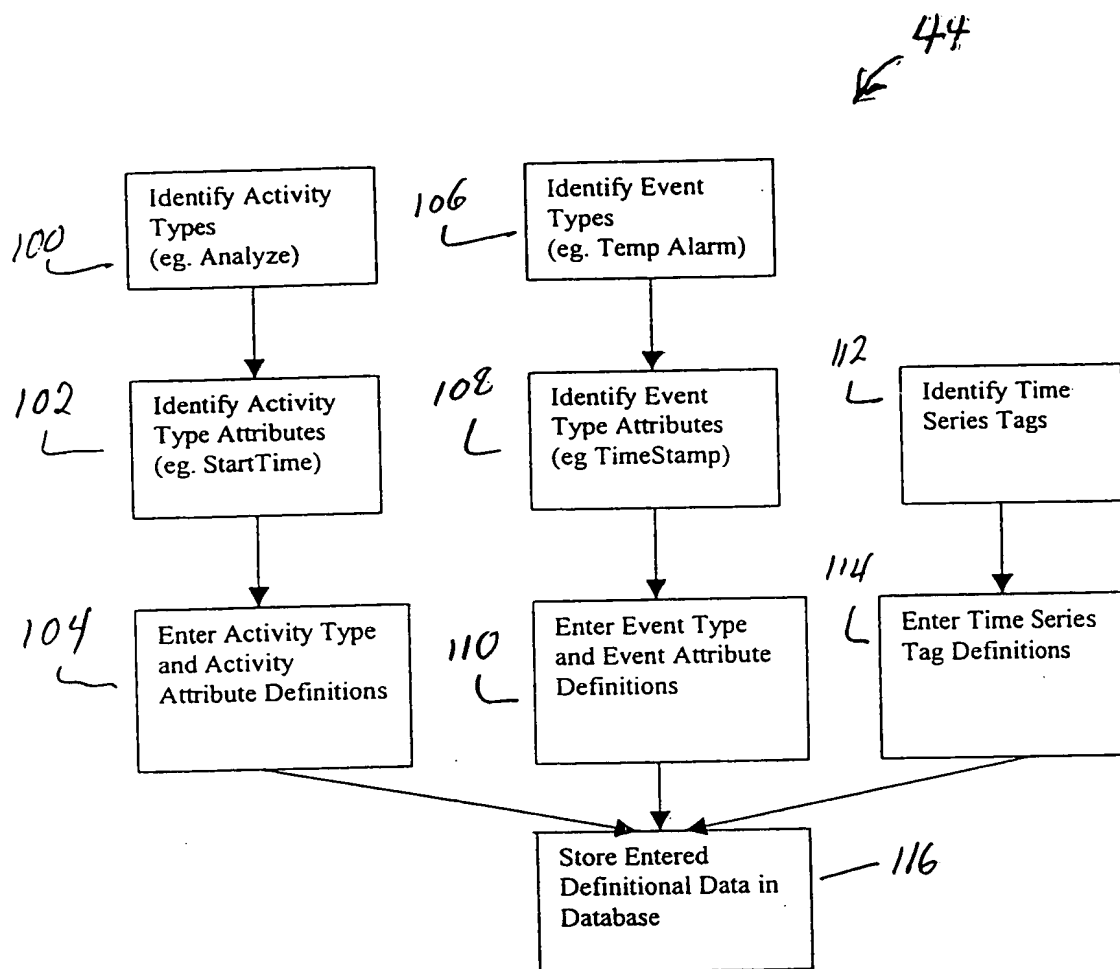 44
100
Identify Activity
Types
(eg. Analyze)
106
Identify Event
Types
(eg. Temp Alarm)
102
Identify Activity
Type Attributes
(eg. StartTime)
108
Identify Event
Type Attributes
(eg TimeStamp)
112
Identify Time
Series Tags
104
Enter Activity Type
and Activity
Attribute Definitions
110
Enter Event Type
and Event Attribute
Definitions
114
Enter Time Series
Tag Definitions
Store Entered
Definitional Data in
Database
116